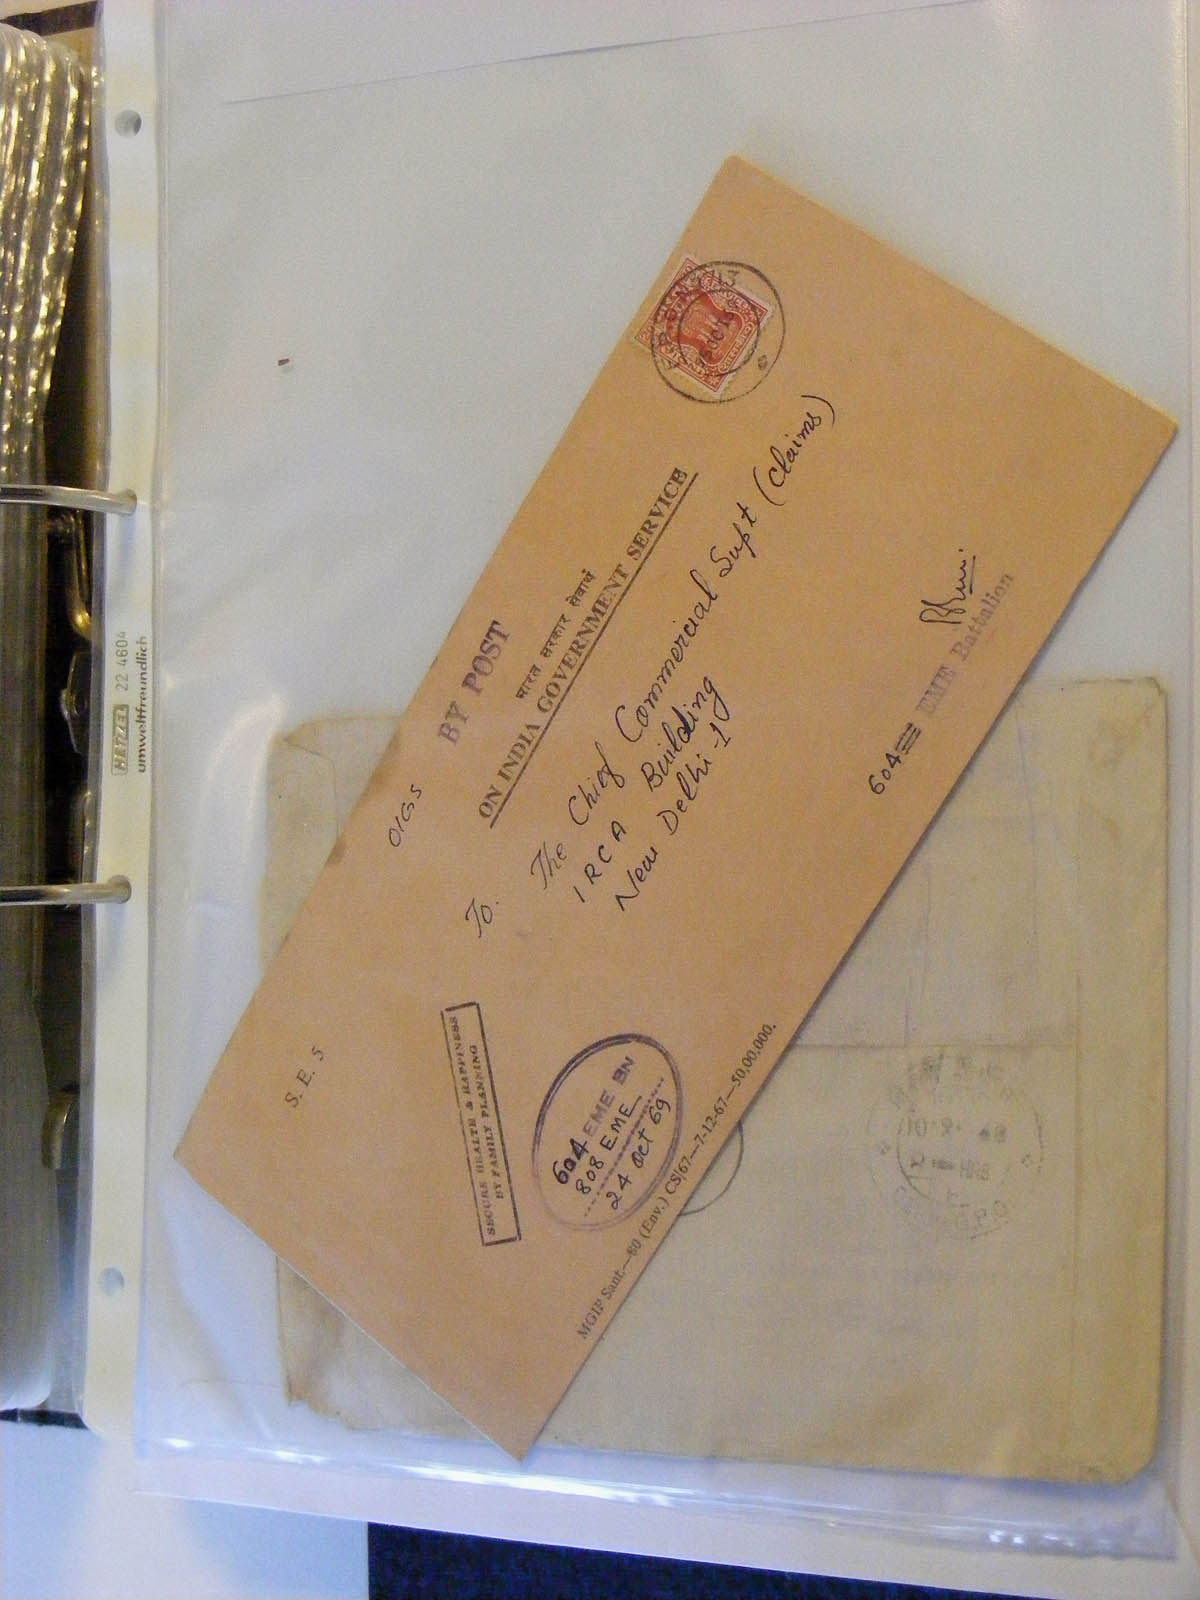 BY POST
भारत सरकार सेवार्थ
ON INDIA GOVERNMENT SERVICE
OIGS
S. E. 5
To.
The Chief Commercial Supt (Claims)
IRCA Building
New Delhi-1
SECURE HEALTH & HAPPINESS
BY FAMILY PLANNING
604 EME BN
808 EME
24 Oct 69
604 EME Battalion
MGIP Sant.—80 (Env.) CS/67—7-12-67—50,00,000.
HETZEL 22 4604
umweltfreundlich